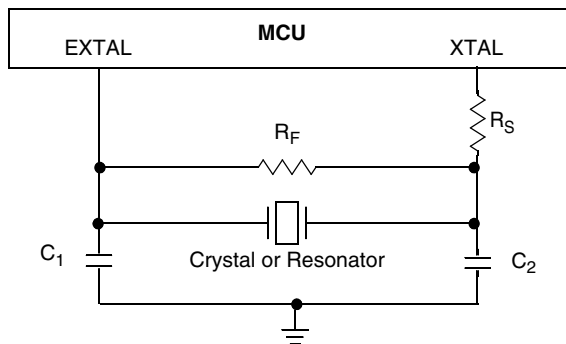 MCU
EXTAL XTAL
R_S
R_F
C_1 Crystal or Resonator C_2